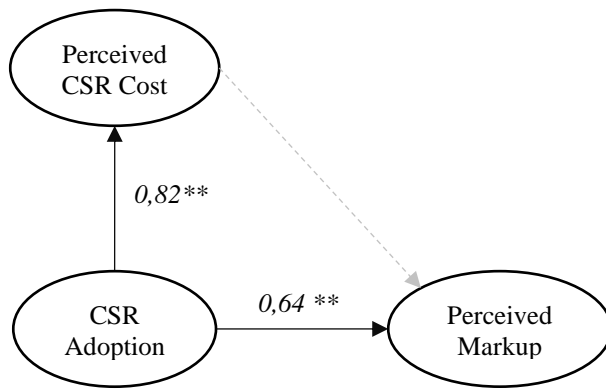 Perceived
CSR Cost
0,82**
CSR
Adoption
0,64 **
Perceived
Markup